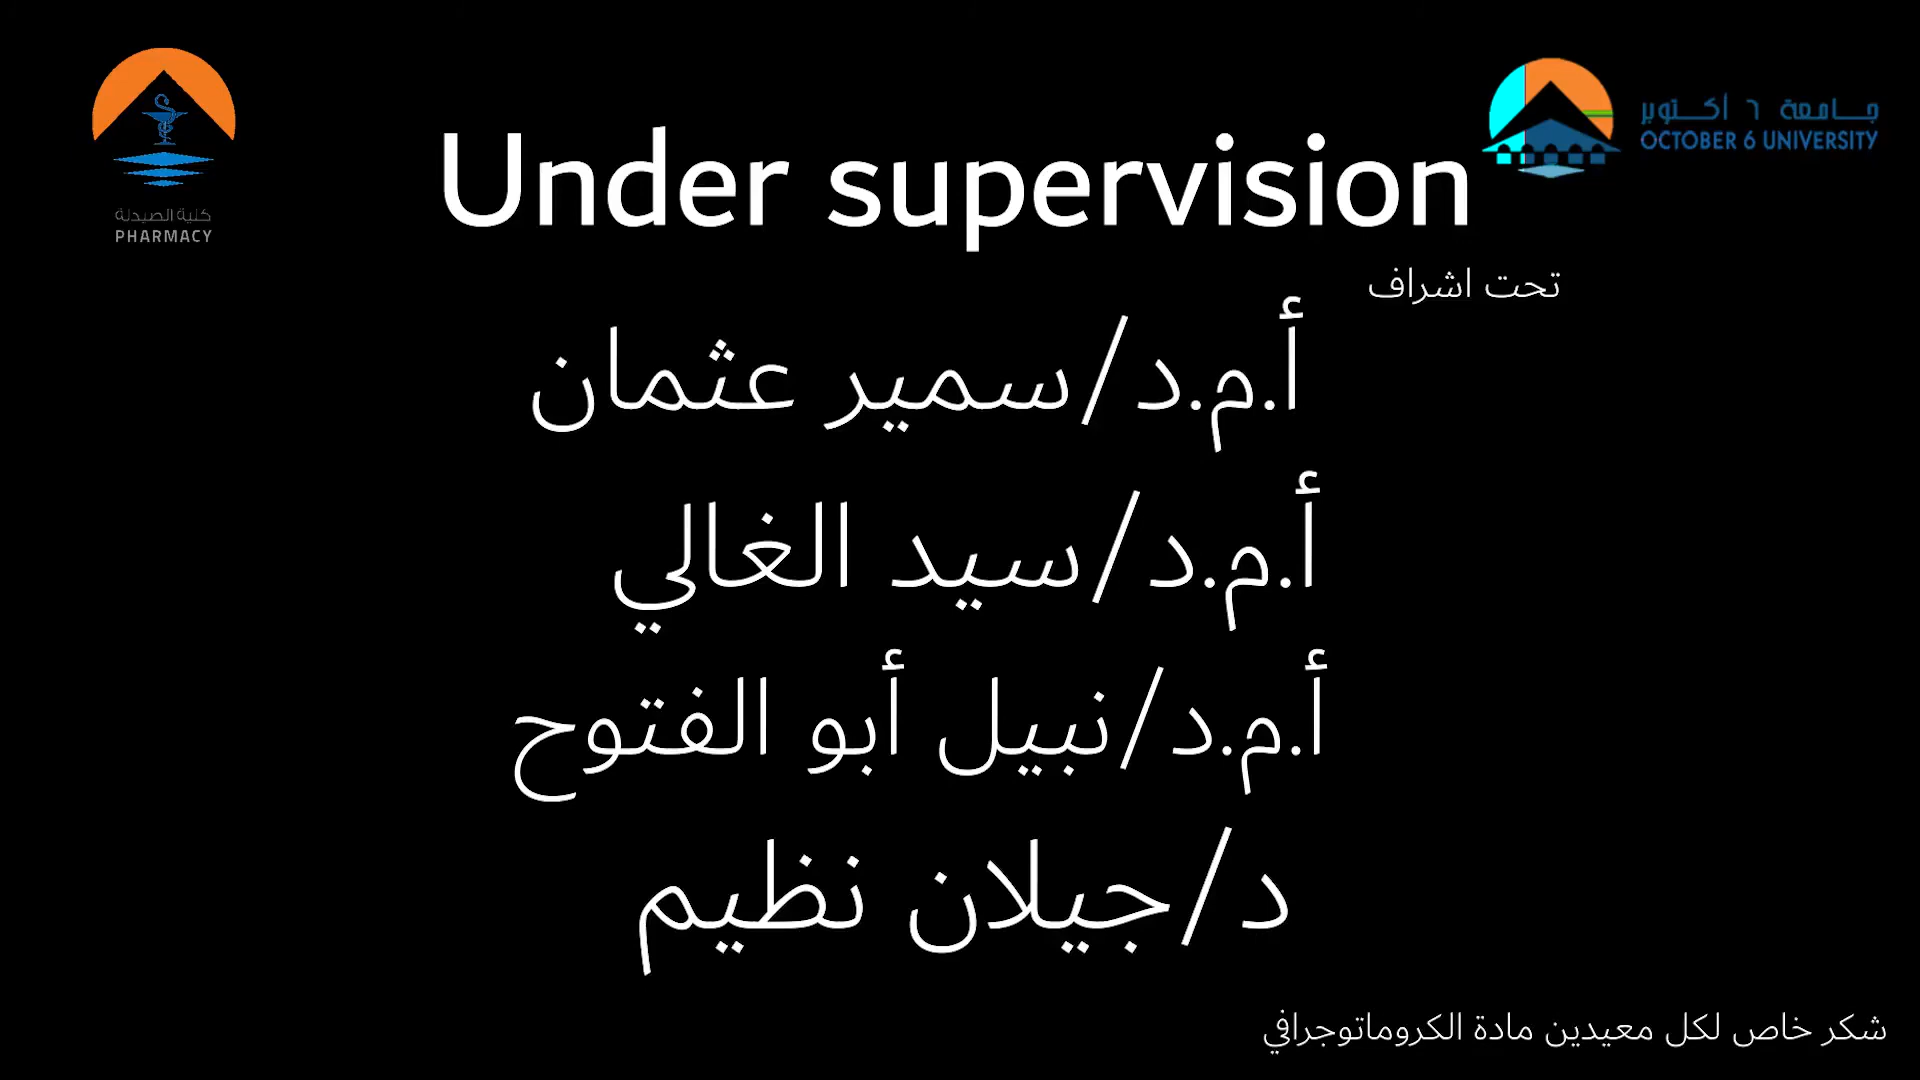 كلية الصيدلة
PHARMACY
جامعة ٦ أكتوبر
OCTOBER 6 UNIVERSITY
Under supervision
تحت اشراف
أ.م.د/سمير عثمان
أ.م.د/سيد الغالي
أ.م.د/نبيل أبو الفتوح
د/جيلان نظيم
شكر خاص لكل معيدين مادة الكروماتوجرافي